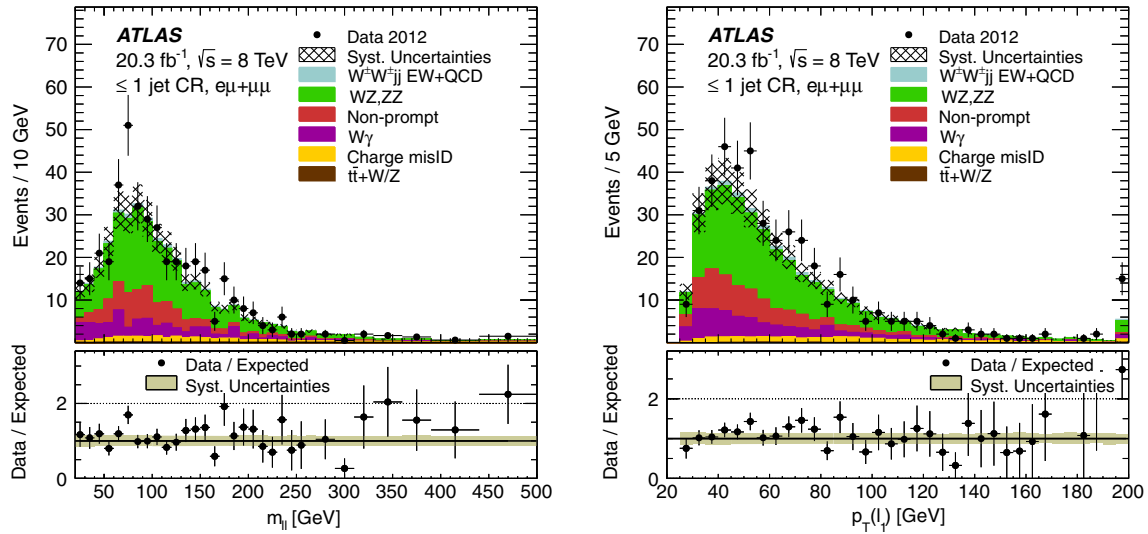 ATLAS
20.3 fb⁻¹, √s = 8 TeV
≤ 1 jet CR, eμ+μμ
Data 2012
Syst. Uncertainties
W±W±jj EW+QCD
WZ,ZZ
Non-prompt
Wγ
Charge misID
tt̄+W/Z
Events / 10 GeV
70
60
50
40
30
20
10
Data / Expected
Syst. Uncertainties
Data / Expected
2
0
50 100 150 200 250 300 350 400 450 500
m_ll [GeV]
ATLAS
20.3 fb⁻¹, √s = 8 TeV
≤ 1 jet CR, eμ+μμ
Data 2012
Syst. Uncertainties
W±W±jj EW+QCD
WZ,ZZ
Non-prompt
Wγ
Charge misID
tt̄+W/Z
Events / 5 GeV
70
60
50
40
30
20
10
Data / Expected
Syst. Uncertainties
Data / Expected
2
1
0
20 40 60 80 100 120 140 160 180 200
p_T(l_1) [GeV]